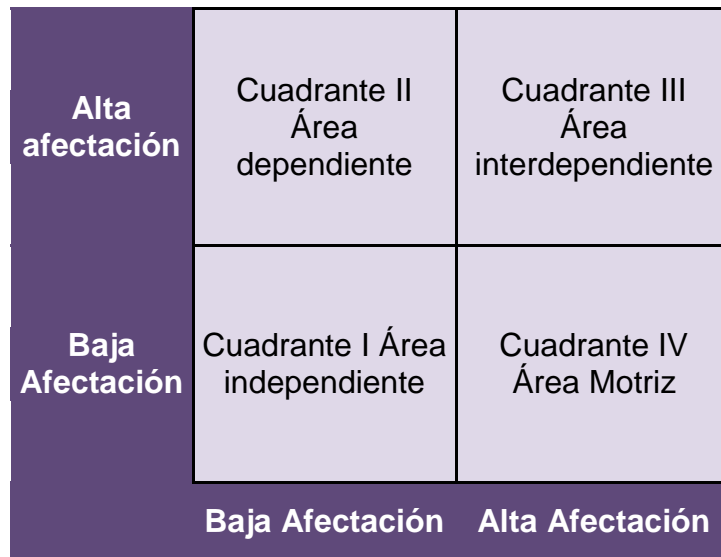 Alta
afectación
Cuadrante II
Área
dependiente
Cuadrante III
Área
interdependiente
Baja
Afectación
Cuadrante I Área
independiente
Cuadrante IV
Área Motriz
Baja Afectación
Alta Afectación